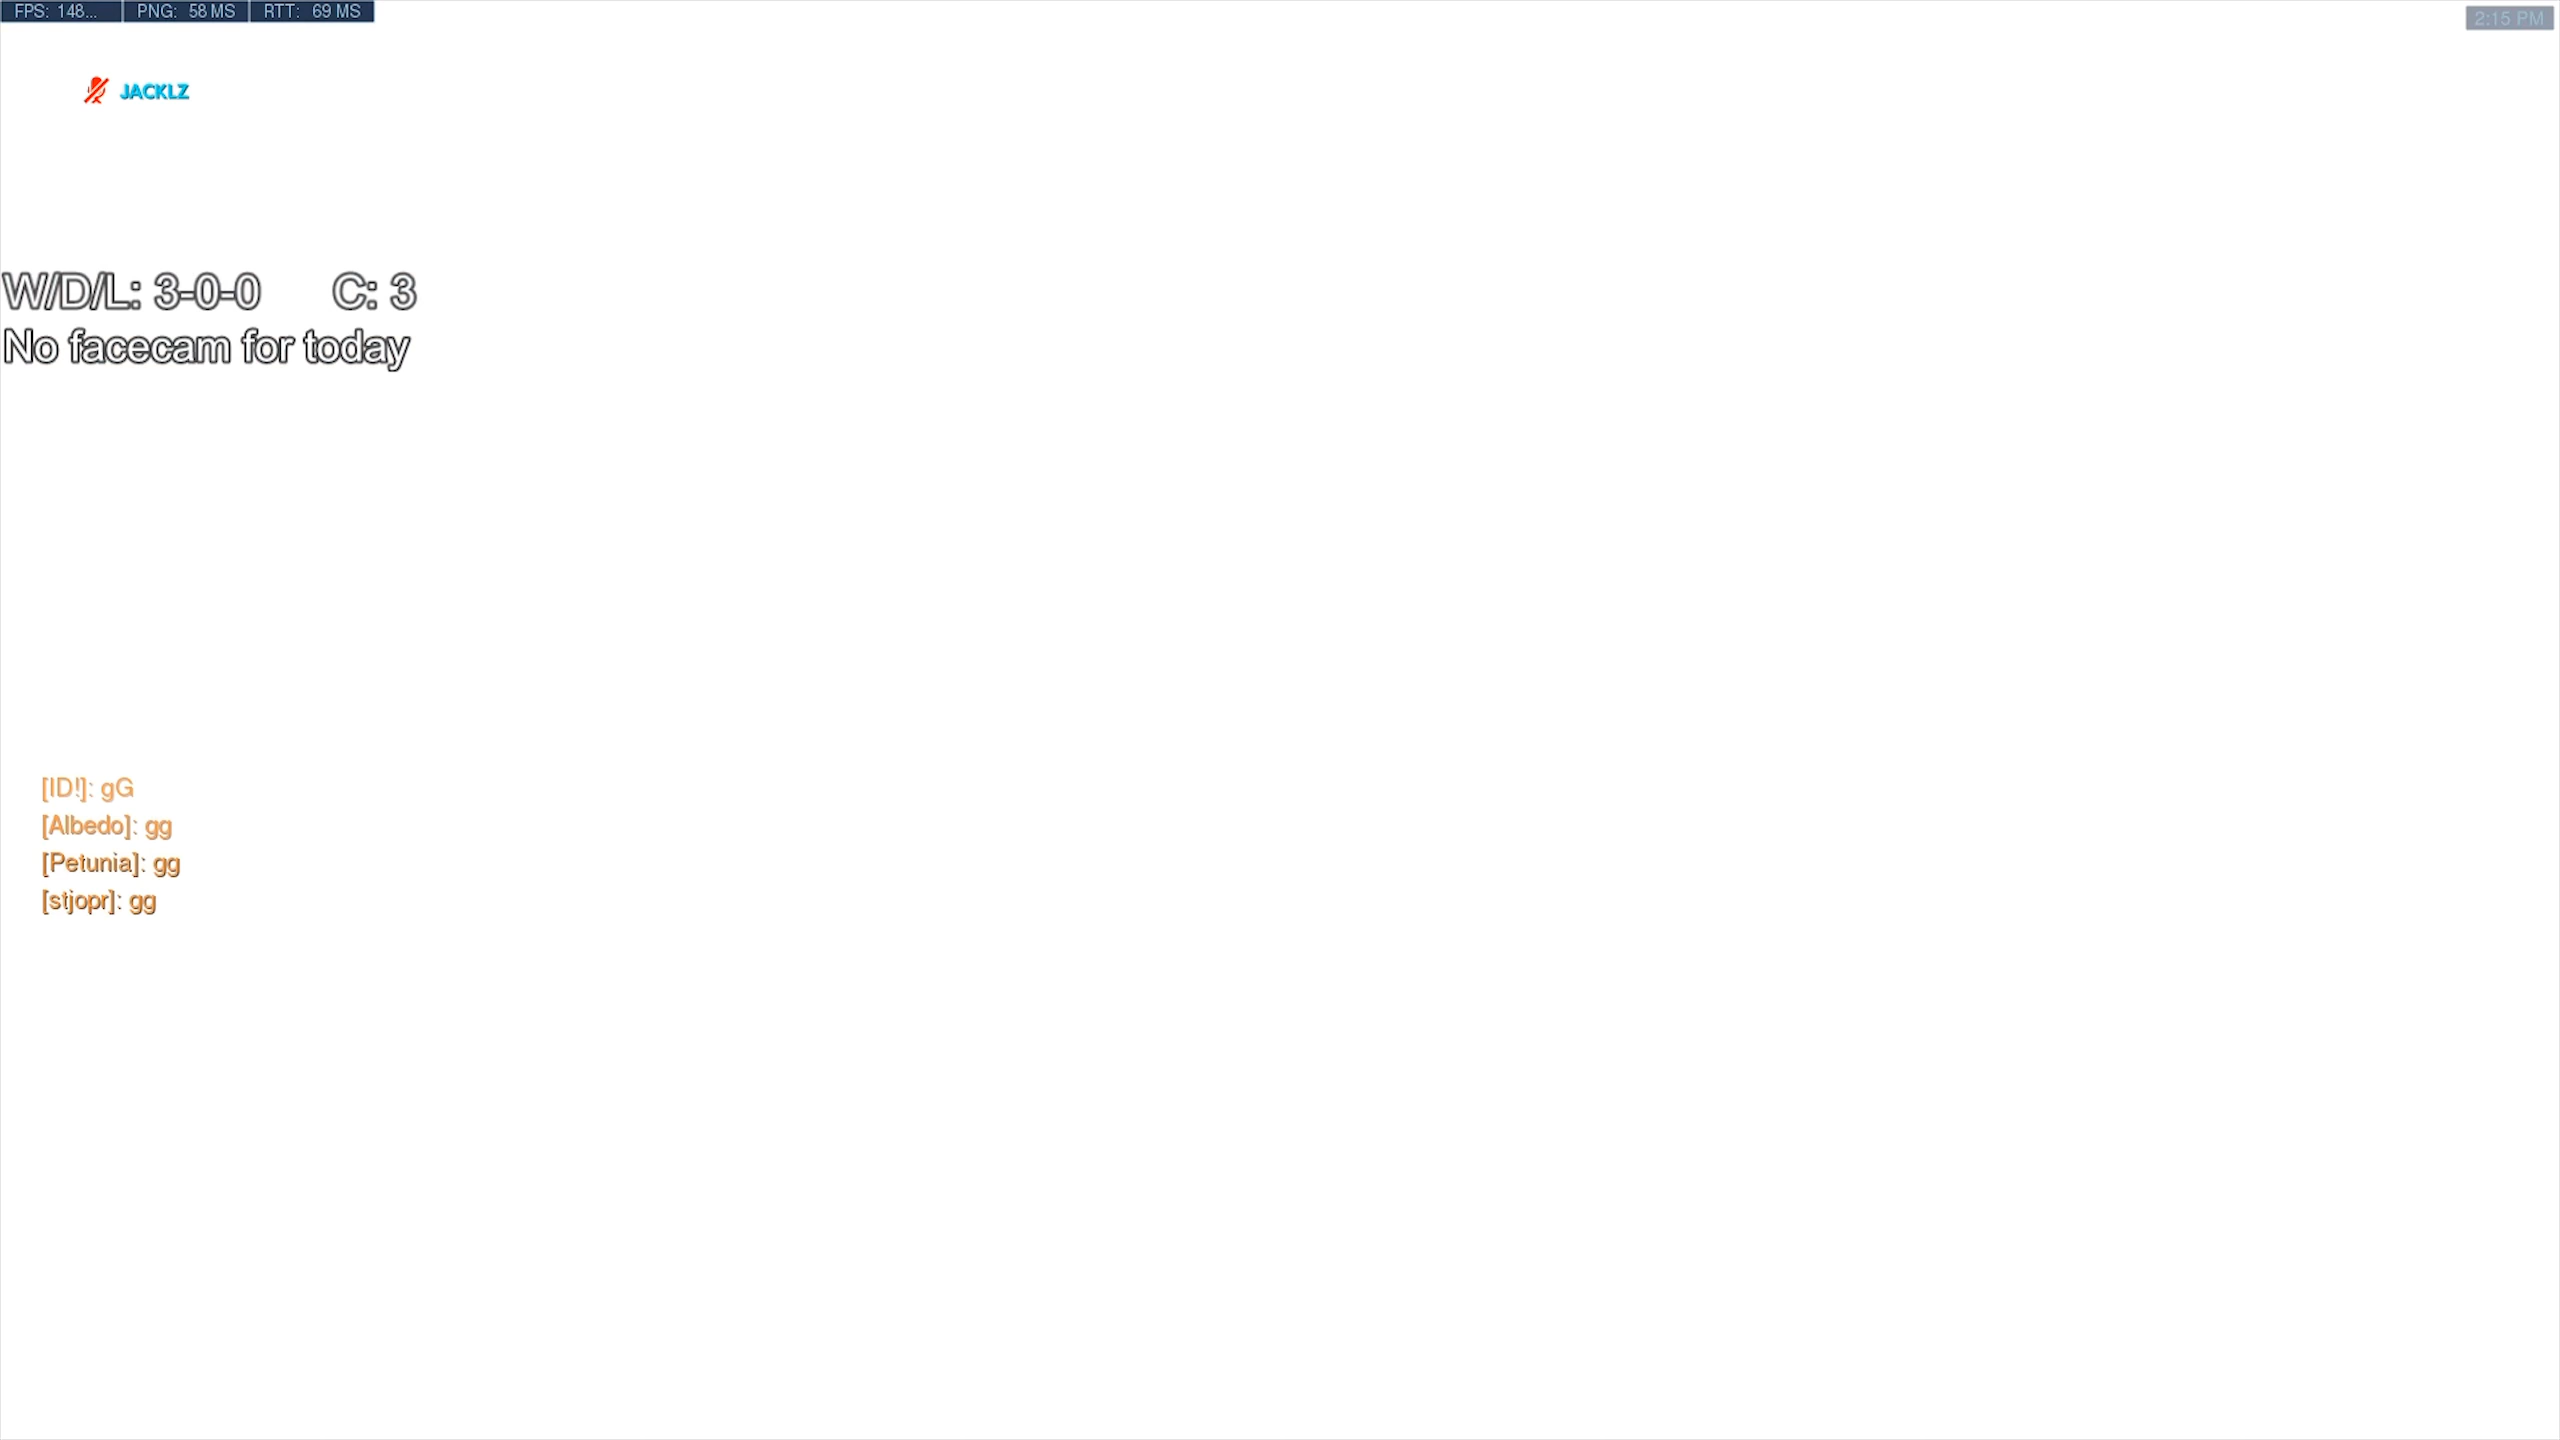 FPS: 148... PNG: 58 MS RTT: 69 MS
2:15 PM
JACKLZ
W/D/L: 3-0-0 C: 3
No facecam for today
[ID!]: gG
[Albedo]: gg
[Petunia]: gg
[stjopr]: gg